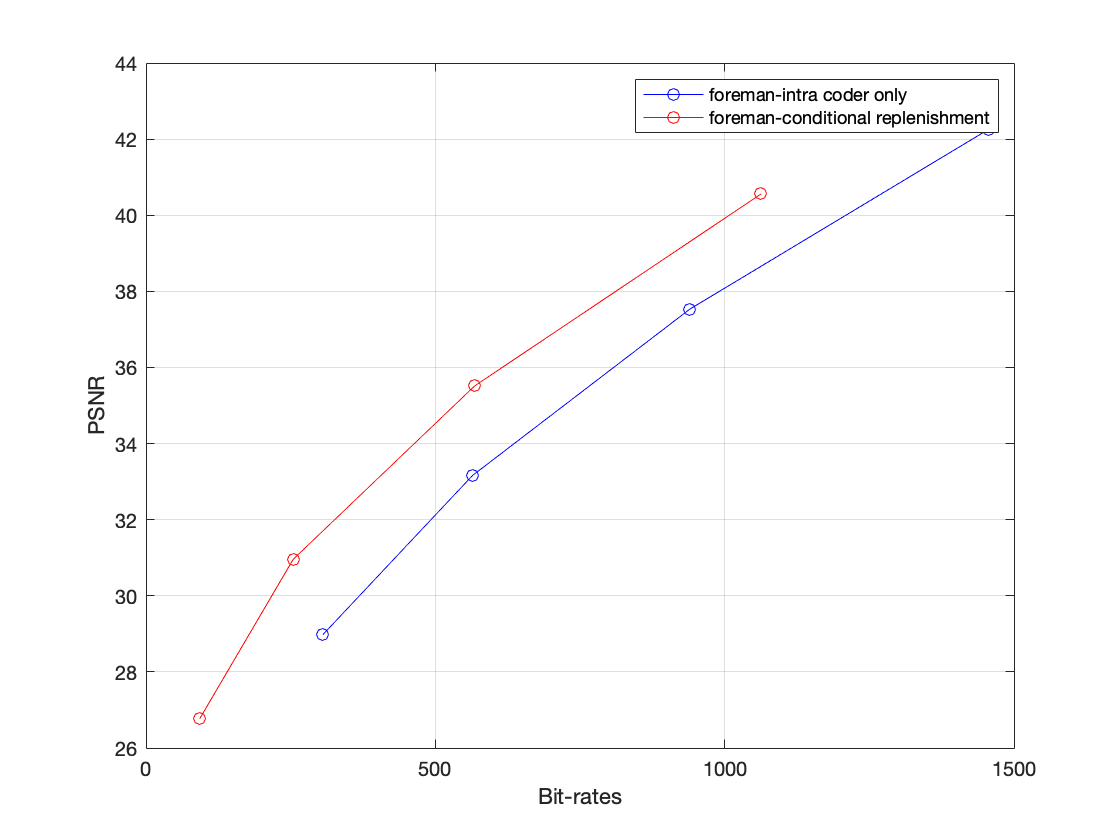 foreman-intra coder only
foreman-conditional replenishment
44
42
40
38
36
34
32
30
28
26
PSNR
0 500 1000 1500
Bit-rates